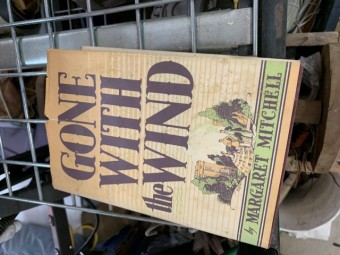 GONE
WITH
the WIND
by MARGARET MITCHELL